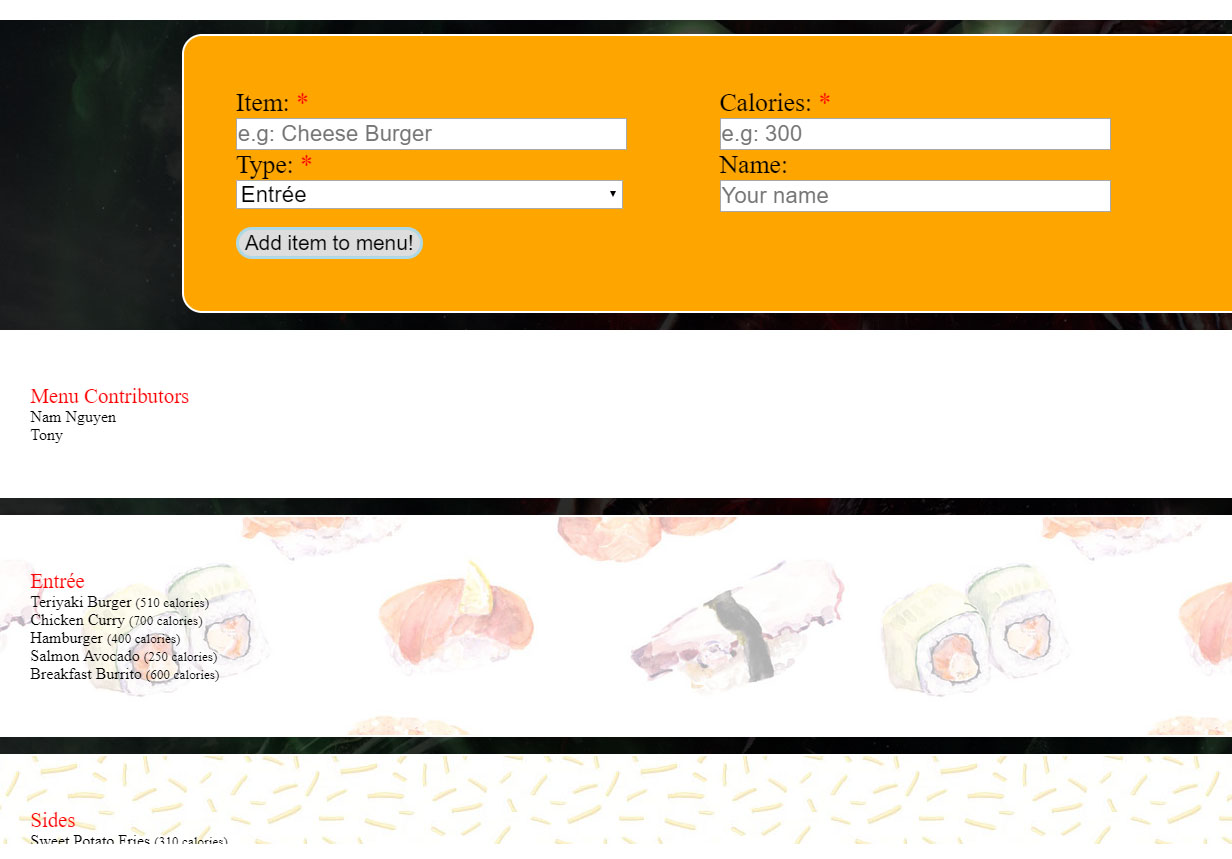 Item: * Calories: *
e.g: Cheese Burger e.g: 300
Type: * Name:
Entrée Your name
Add item to menu!
Menu Contributors
Nam Nguyen
Tony
Entrée
Teriyaki Burger (510 calories)
Chicken Curry (700 calories)
Hamburger (400 calories)
Salmon Avocado (250 calories)
Breakfast Burrito (600 calories)
Sides
Sweet Potato Fries (310 calories)